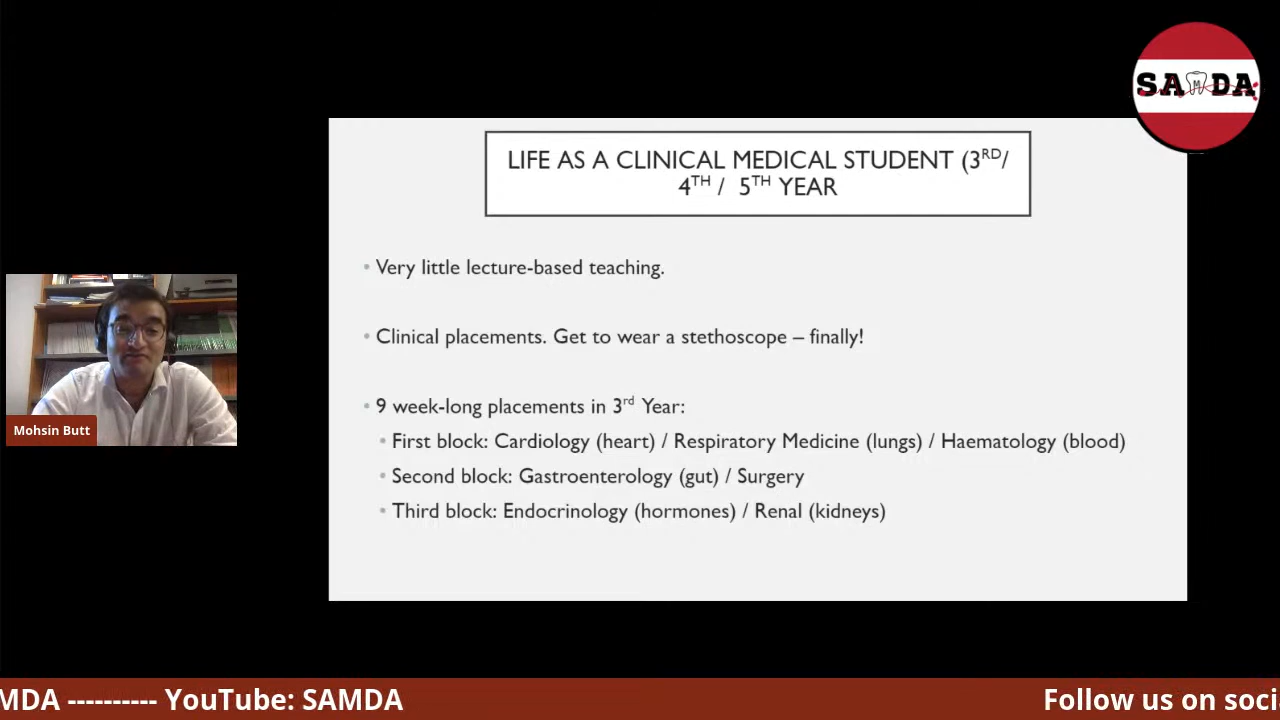 SAMDA
LIFE AS A CLINICAL MEDICAL STUDENT (3RD/
4TH / 5TH YEAR
• Very little lecture-based teaching.
• Clinical placements. Get to wear a stethoscope – finally!
• 9 week-long placements in 3rd Year:
• First block: Cardiology (heart) / Respiratory Medicine (lungs) / Haematology (blood)
• Second block: Gastroenterology (gut) / Surgery
• Third block: Endocrinology (hormones) / Renal (kidneys)
Mohsin Butt
MDA ---------- YouTube: SAMDA
Follow us on soci